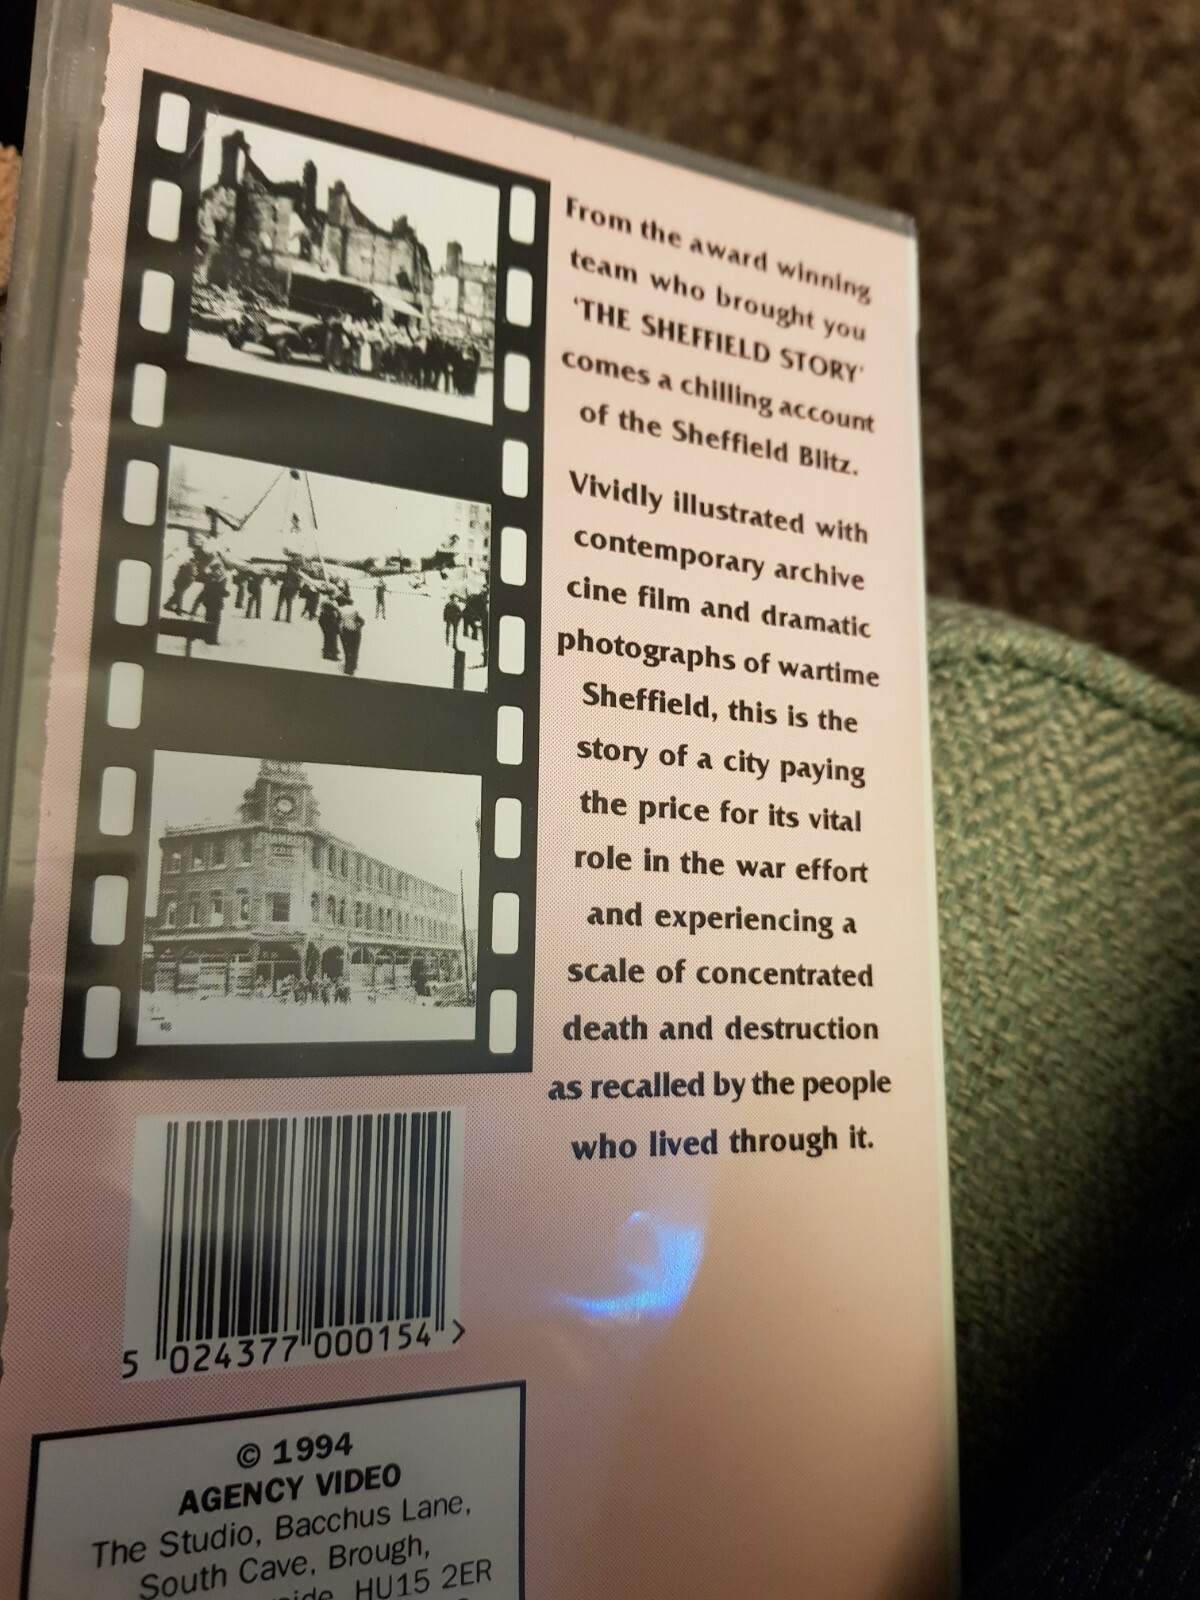 From the award winning
team who brought you
'THE SHEFFIELD STORY'
comes a chilling account
of the Sheffield Blitz.
Vividly illustrated with
contemporary archive
cine film and dramatic
photographs of wartime
Sheffield, this is the
story of a city paying
the price for its vital
role in the war effort
and experiencing a
scale of concentrated
death and destruction
as recalled by the people
who lived through it.
5 024377 000154 >
© 1994
AGENCY VIDEO
The Studio, Bacchus Lane,
South Cave, Brough,
HU15 2ER